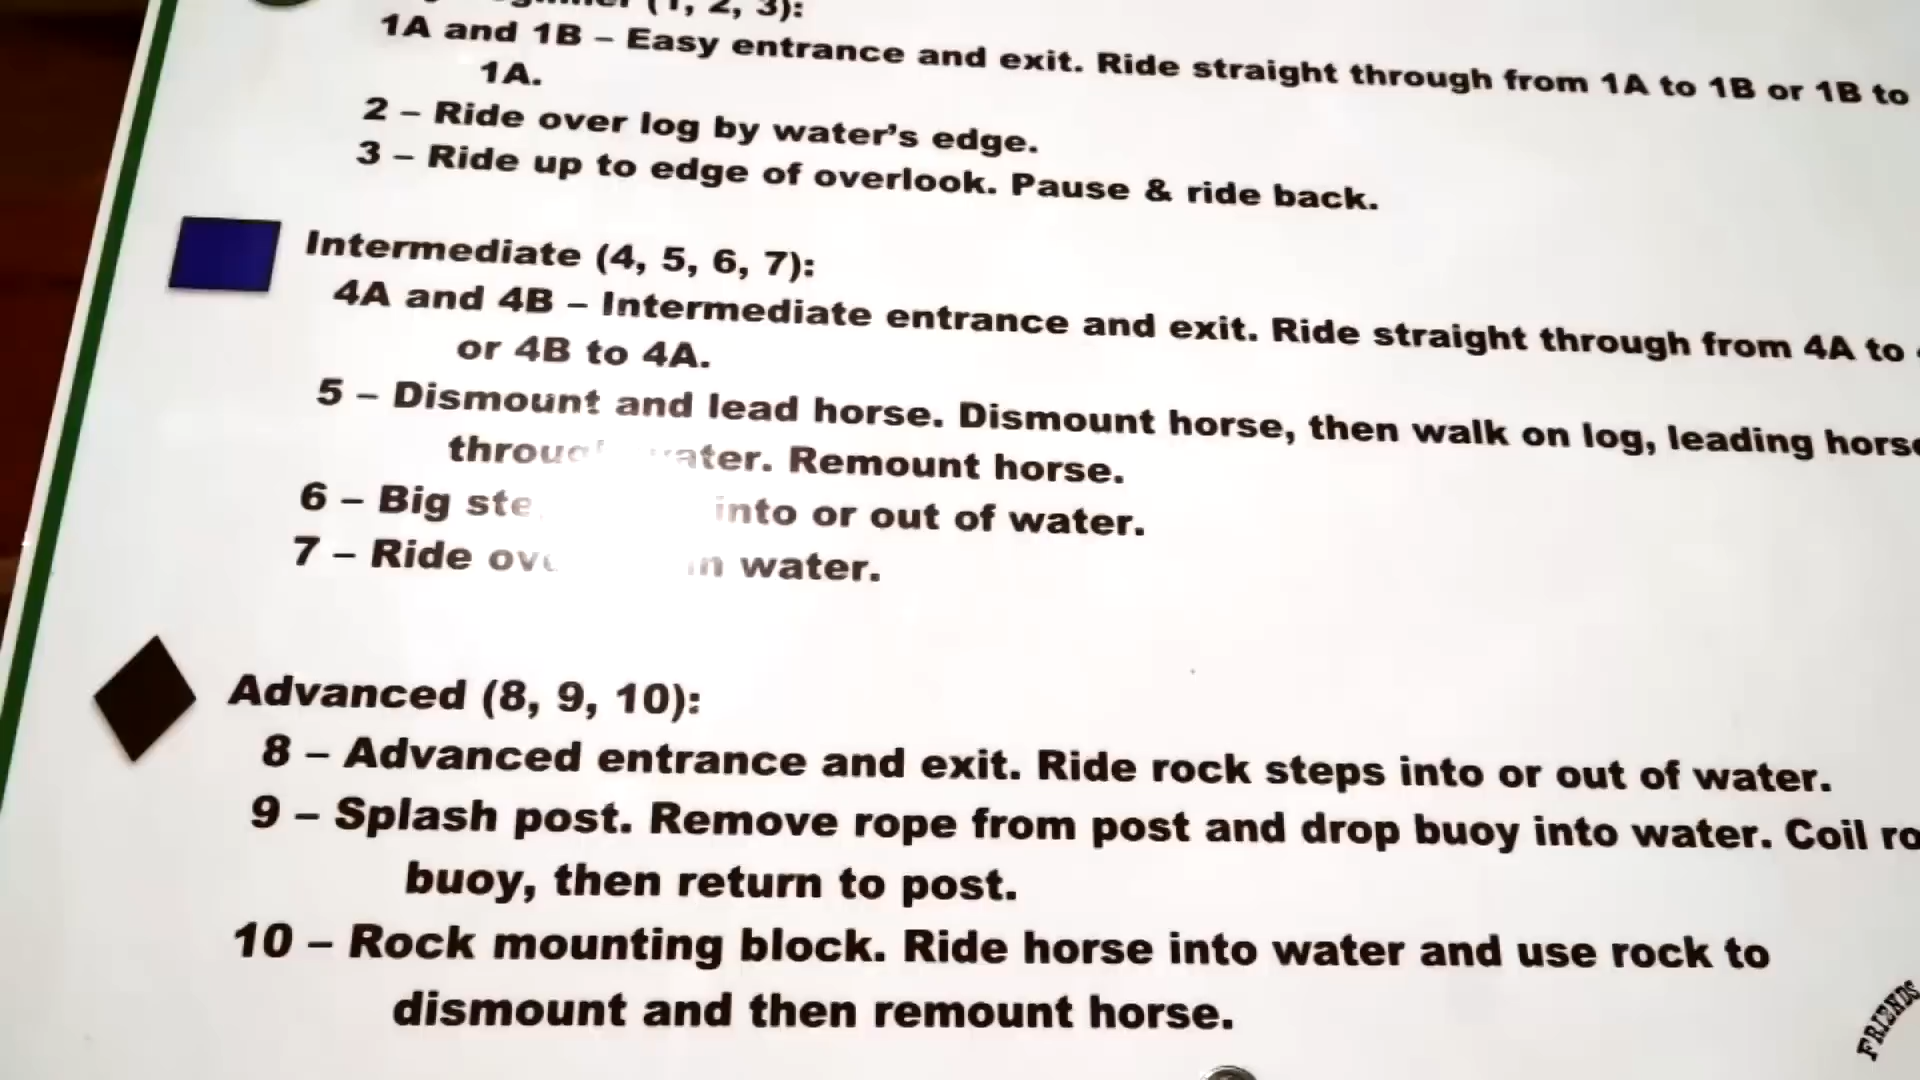 (1, 2, 3):
1A and 1B – Easy entrance and exit. Ride straight through from 1A to 1B or 1B to
1A.
2 – Ride over log by water's edge.
3 – Ride up to edge of overlook. Pause & ride back.
Intermediate (4, 5, 6, 7):
4A and 4B – Intermediate entrance and exit. Ride straight through from 4A to
or 4B to 4A.
5 – Dismount and lead horse. Dismount horse, then walk on log, leading horse
through water. Remount horse.
6 – Big into or out of water.
7 – Ride in water.
Advanced (8, 9, 10):
8 – Advanced entrance and exit. Ride rock steps into or out of water.
9 – Splash post. Remove rope from post and drop buoy into water. Coil
buoy, then return to post.
10 – Rock mounting block. Ride horse into water and use rock to
dismount and then remount horse.
FRIENDS